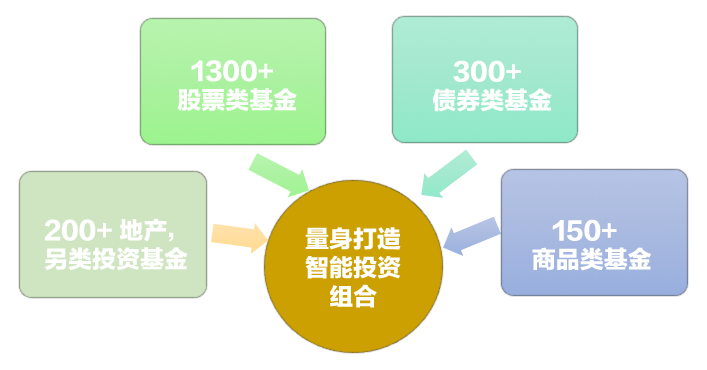 1300+
股票类基金
300+
债券类基金
200+ 地产,
另类投资基金
150+
商品类基金
量身打造
智能投资
组合